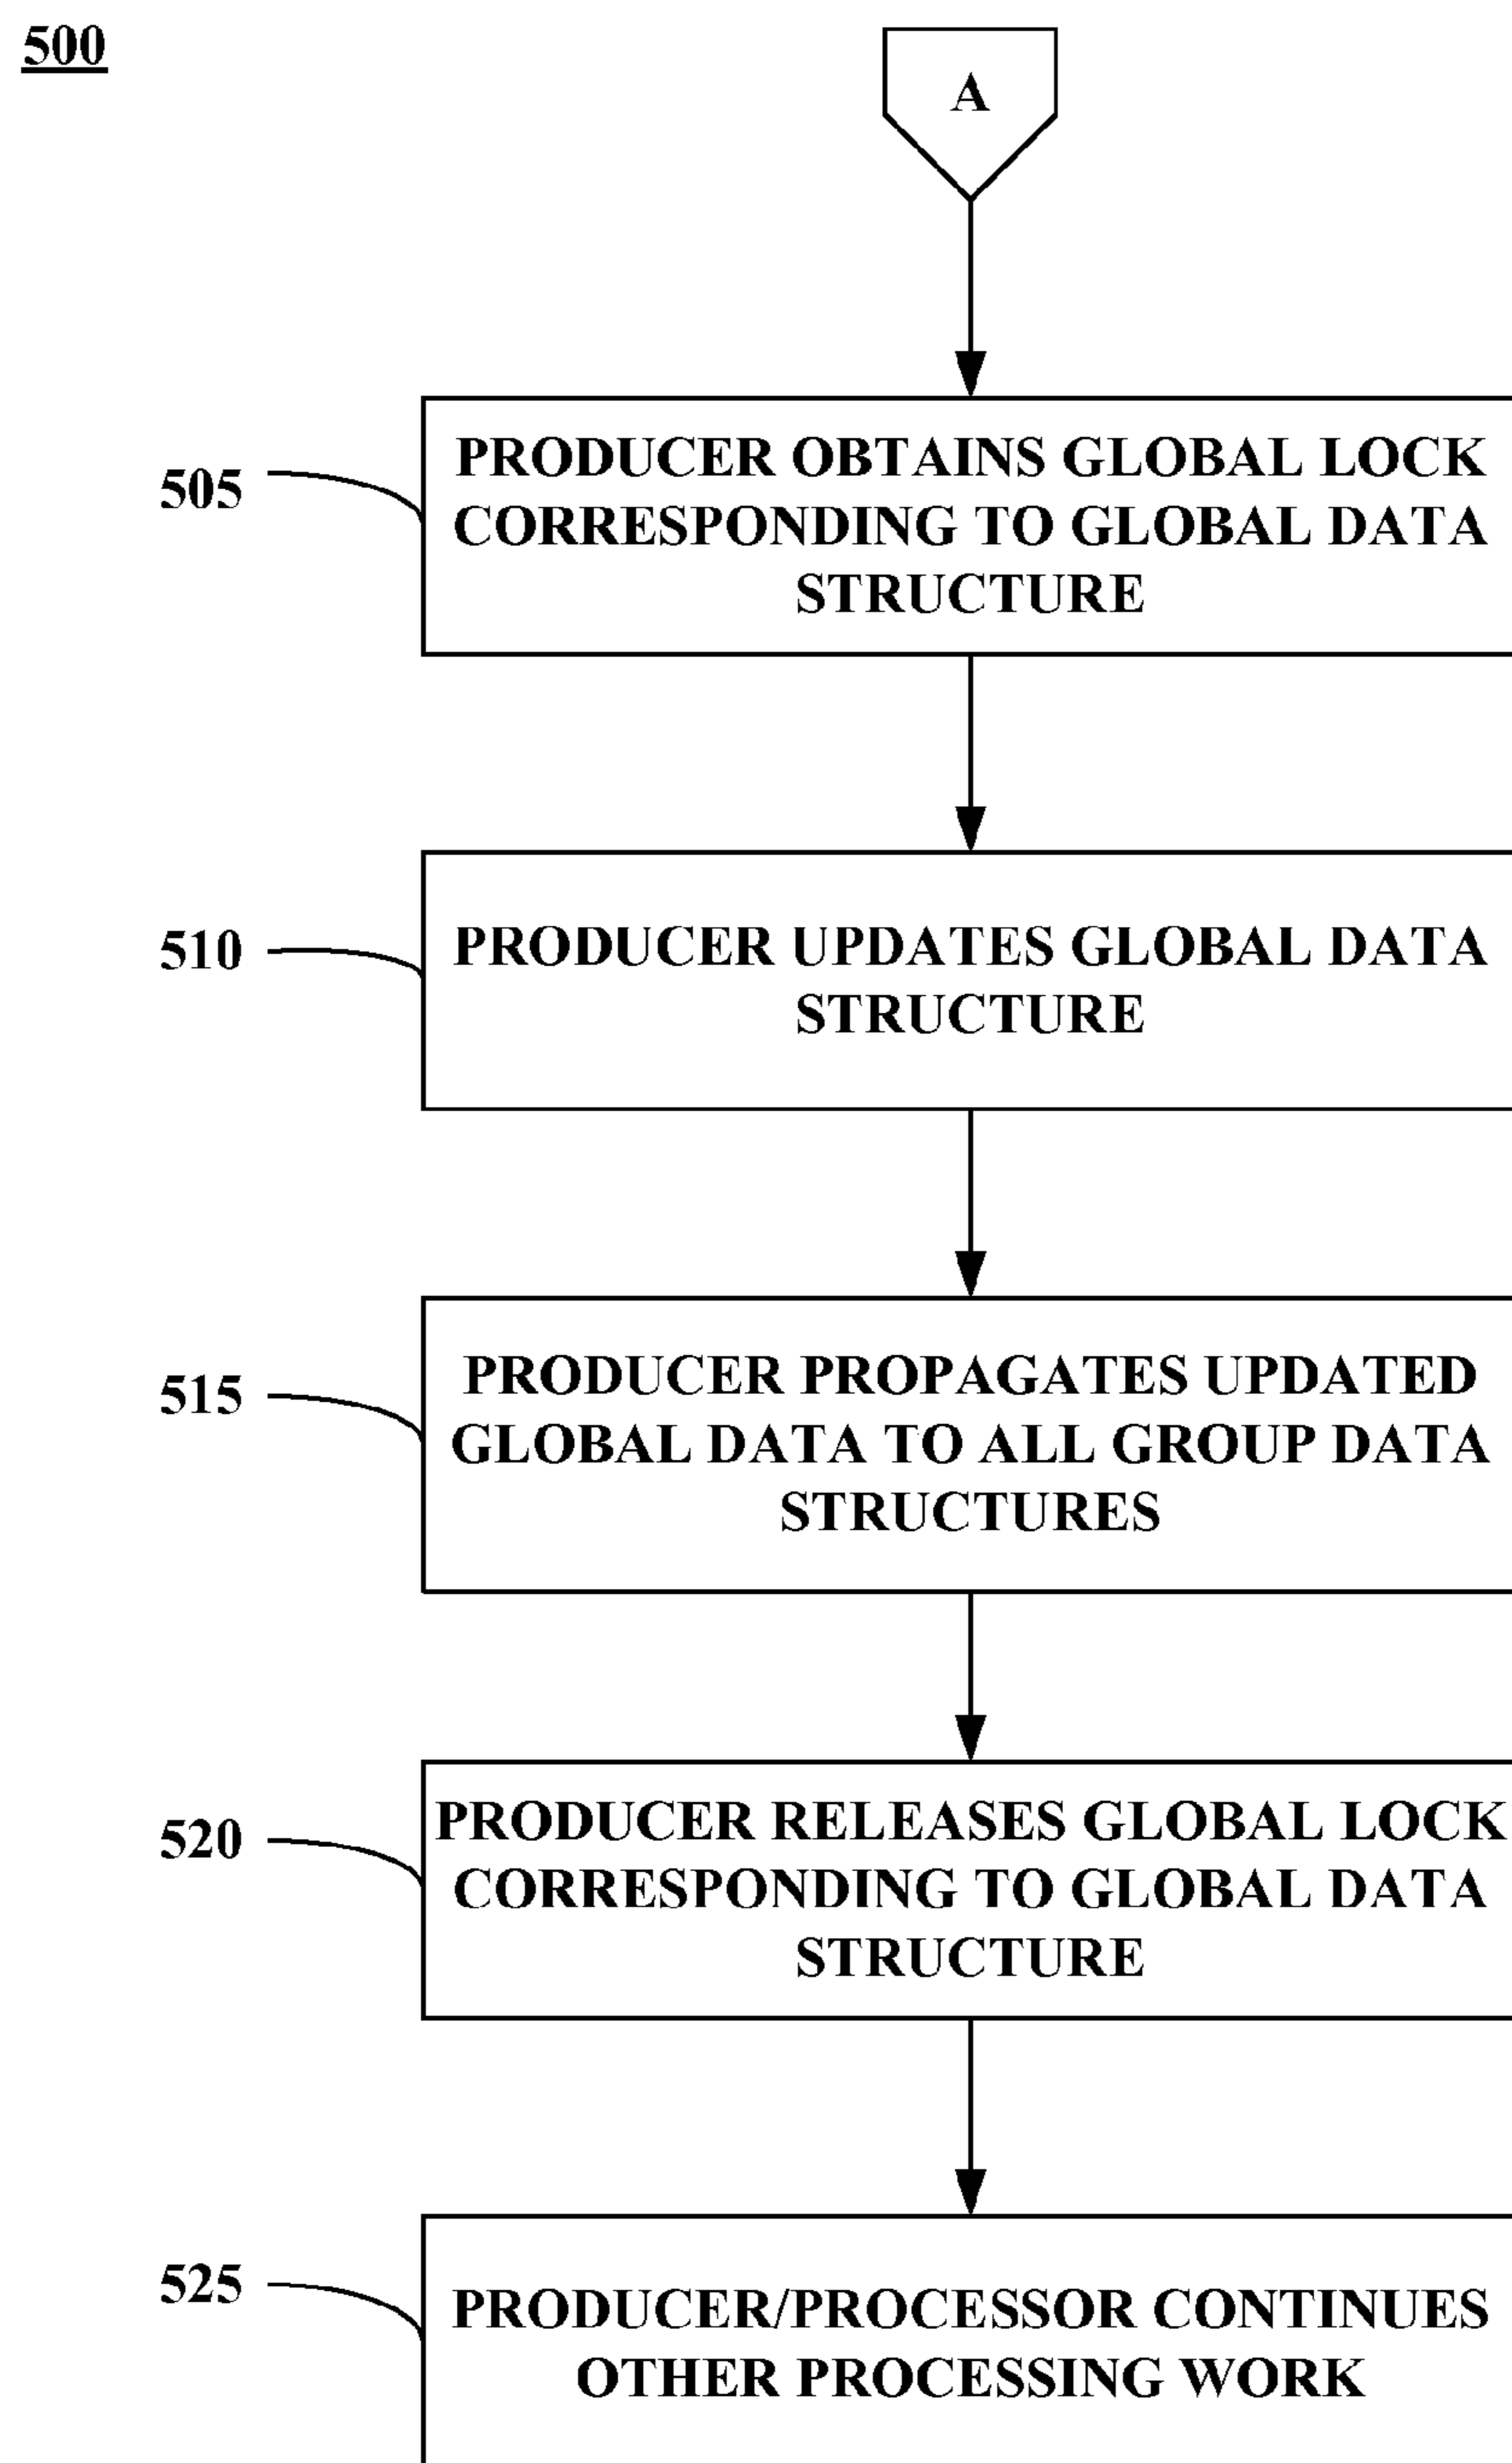 500
A
505
PRODUCER OBTAINS GLOBAL LOCK
CORRESPONDING TO GLOBAL DATA
STRUCTURE
510
PRODUCER UPDATES GLOBAL DATA
STRUCTURE
515
PRODUCER PROPAGATES UPDATED
GLOBAL DATA TO ALL GROUP DATA
STRUCTURES
520
PRODUCER RELEASES GLOBAL LOCK
CORRESPONDING TO GLOBAL DATA
STRUCTURE
525
PRODUCER/PROCESSOR CONTINUES
OTHER PROCESSING WORK